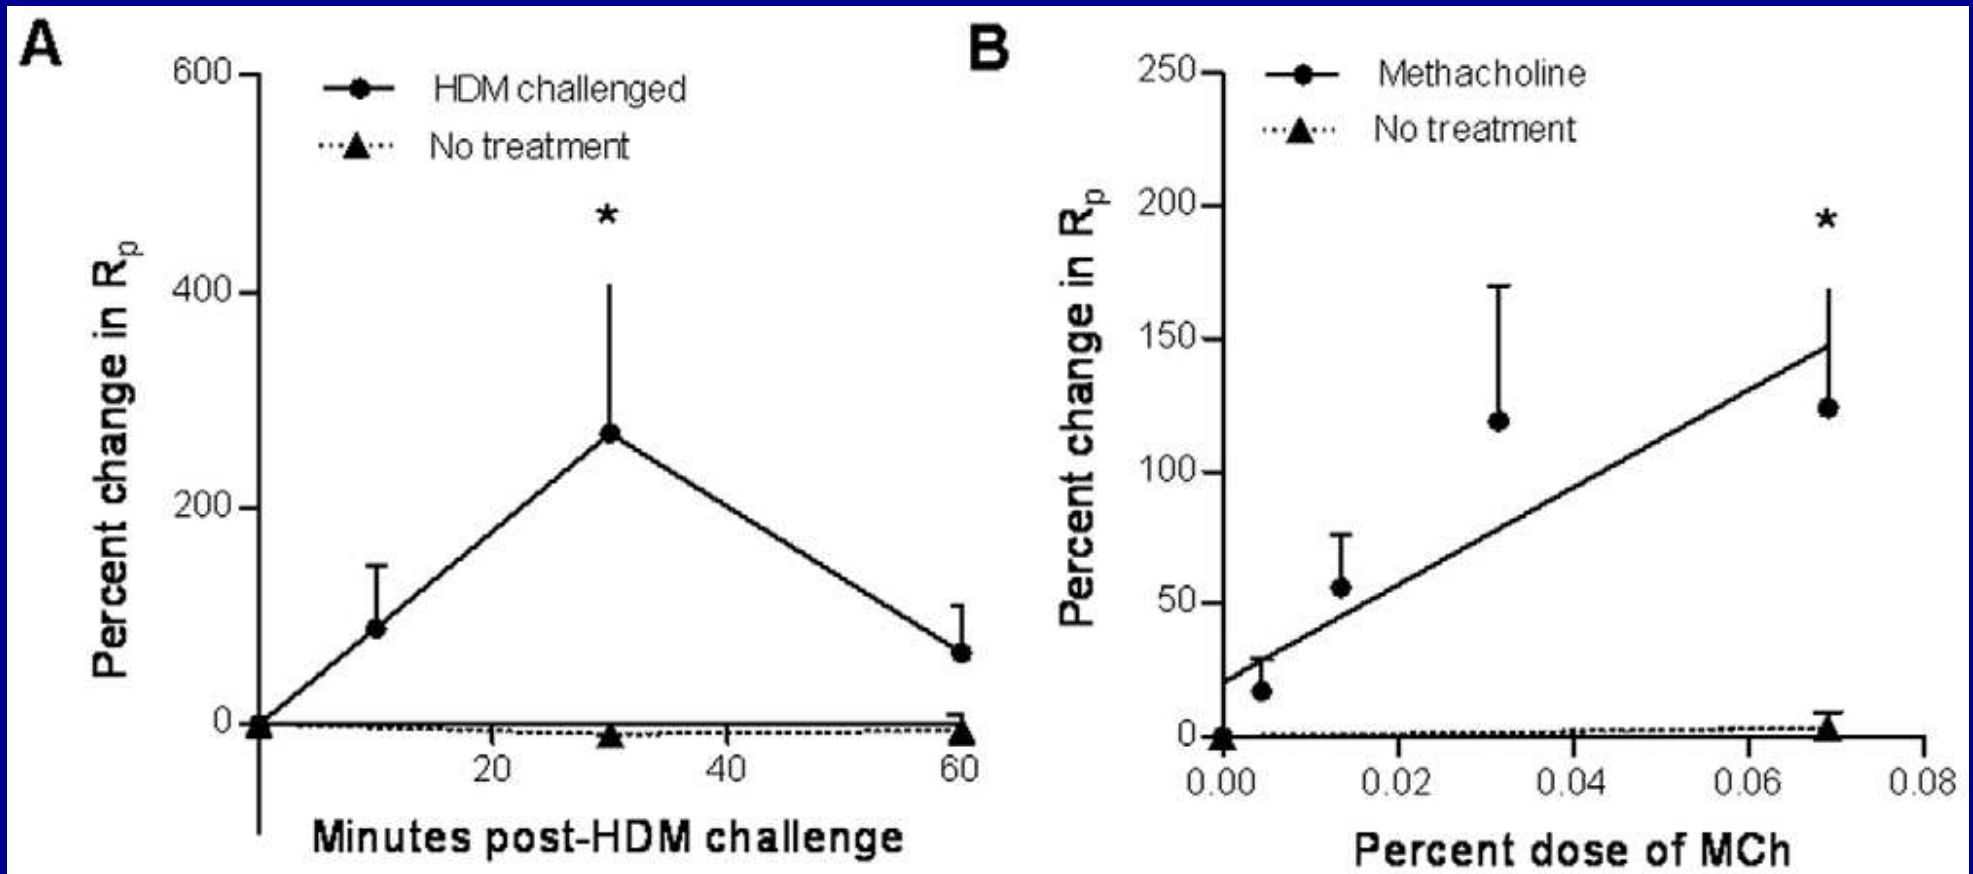 A
600
400
200
0
HDM challenged
No treatment
*
Percent change in Rp
20 40 60
Minutes post-HDM challenge
B
250
200
150
100
50
0
Methacholine
No treatment
*
Percent change in Rp
0.00 0.02 0.04 0.06 0.08
Percent dose of MCh